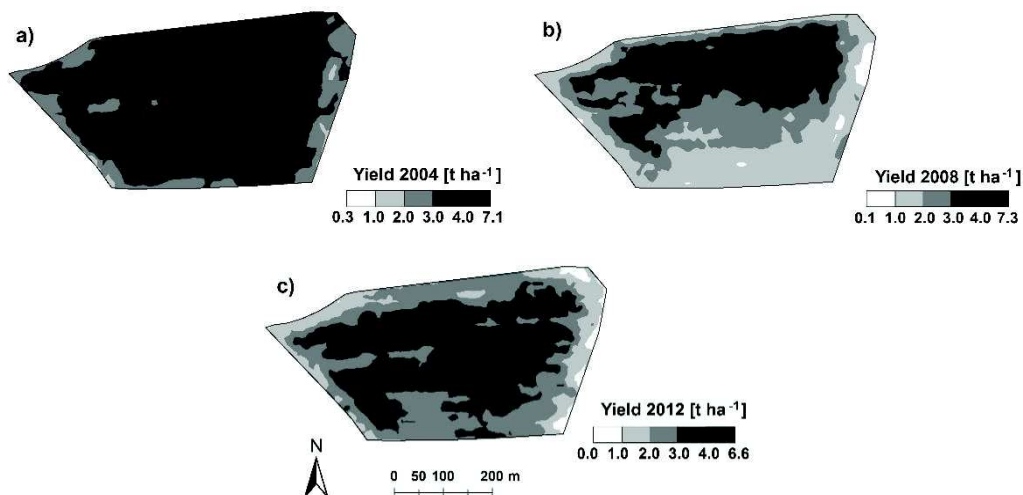 a)
Yield 2004 [t ha⁻¹]
0.3 1.0 2.0 3.0 4.0 7.1
b)
Yield 2008 [t ha⁻¹]
0.1 1.0 2.0 3.0 4.0 7.3
c)
Yield 2012 [t ha⁻¹]
0.0 1.0 2.0 3.0 4.0 6.6
N
0 50 100 200 m